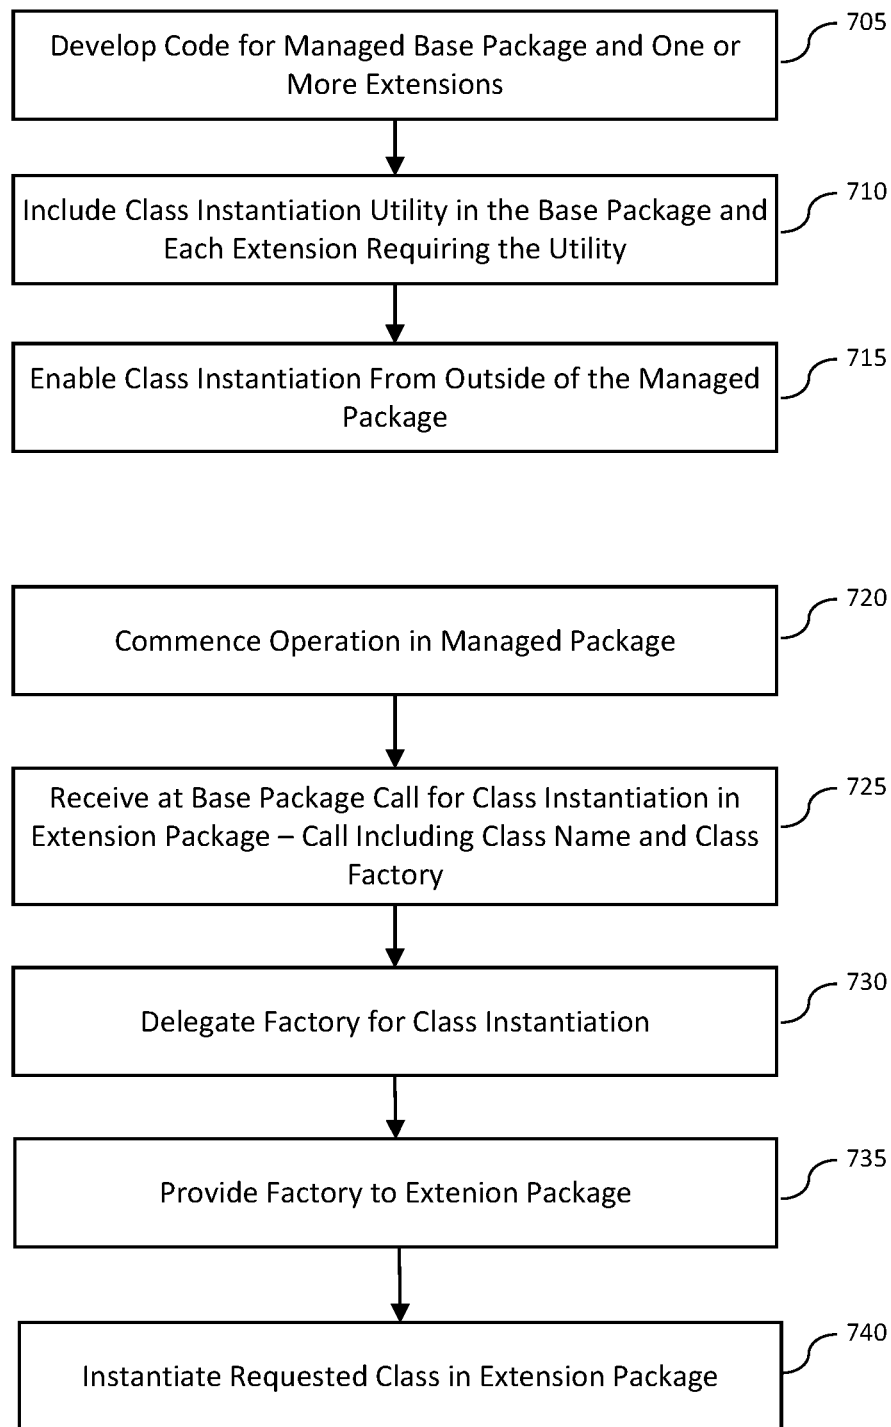 705
Develop Code for Managed Base Package and One or
More Extensions
710
Include Class Instantiation Utility in the Base Package and
Each Extension Requiring the Utility
715
Enable Class Instantiation From Outside of the Managed
Package
720
Commence Operation in Managed Package
725
Receive at Base Package Call for Class Instantiation in
Extension Package – Call Including Class Name and Class
Factory
730
Delegate Factory for Class Instantiation
735
Provide Factory to Extenion Package
740
Instantiate Requested Class in Extension Package